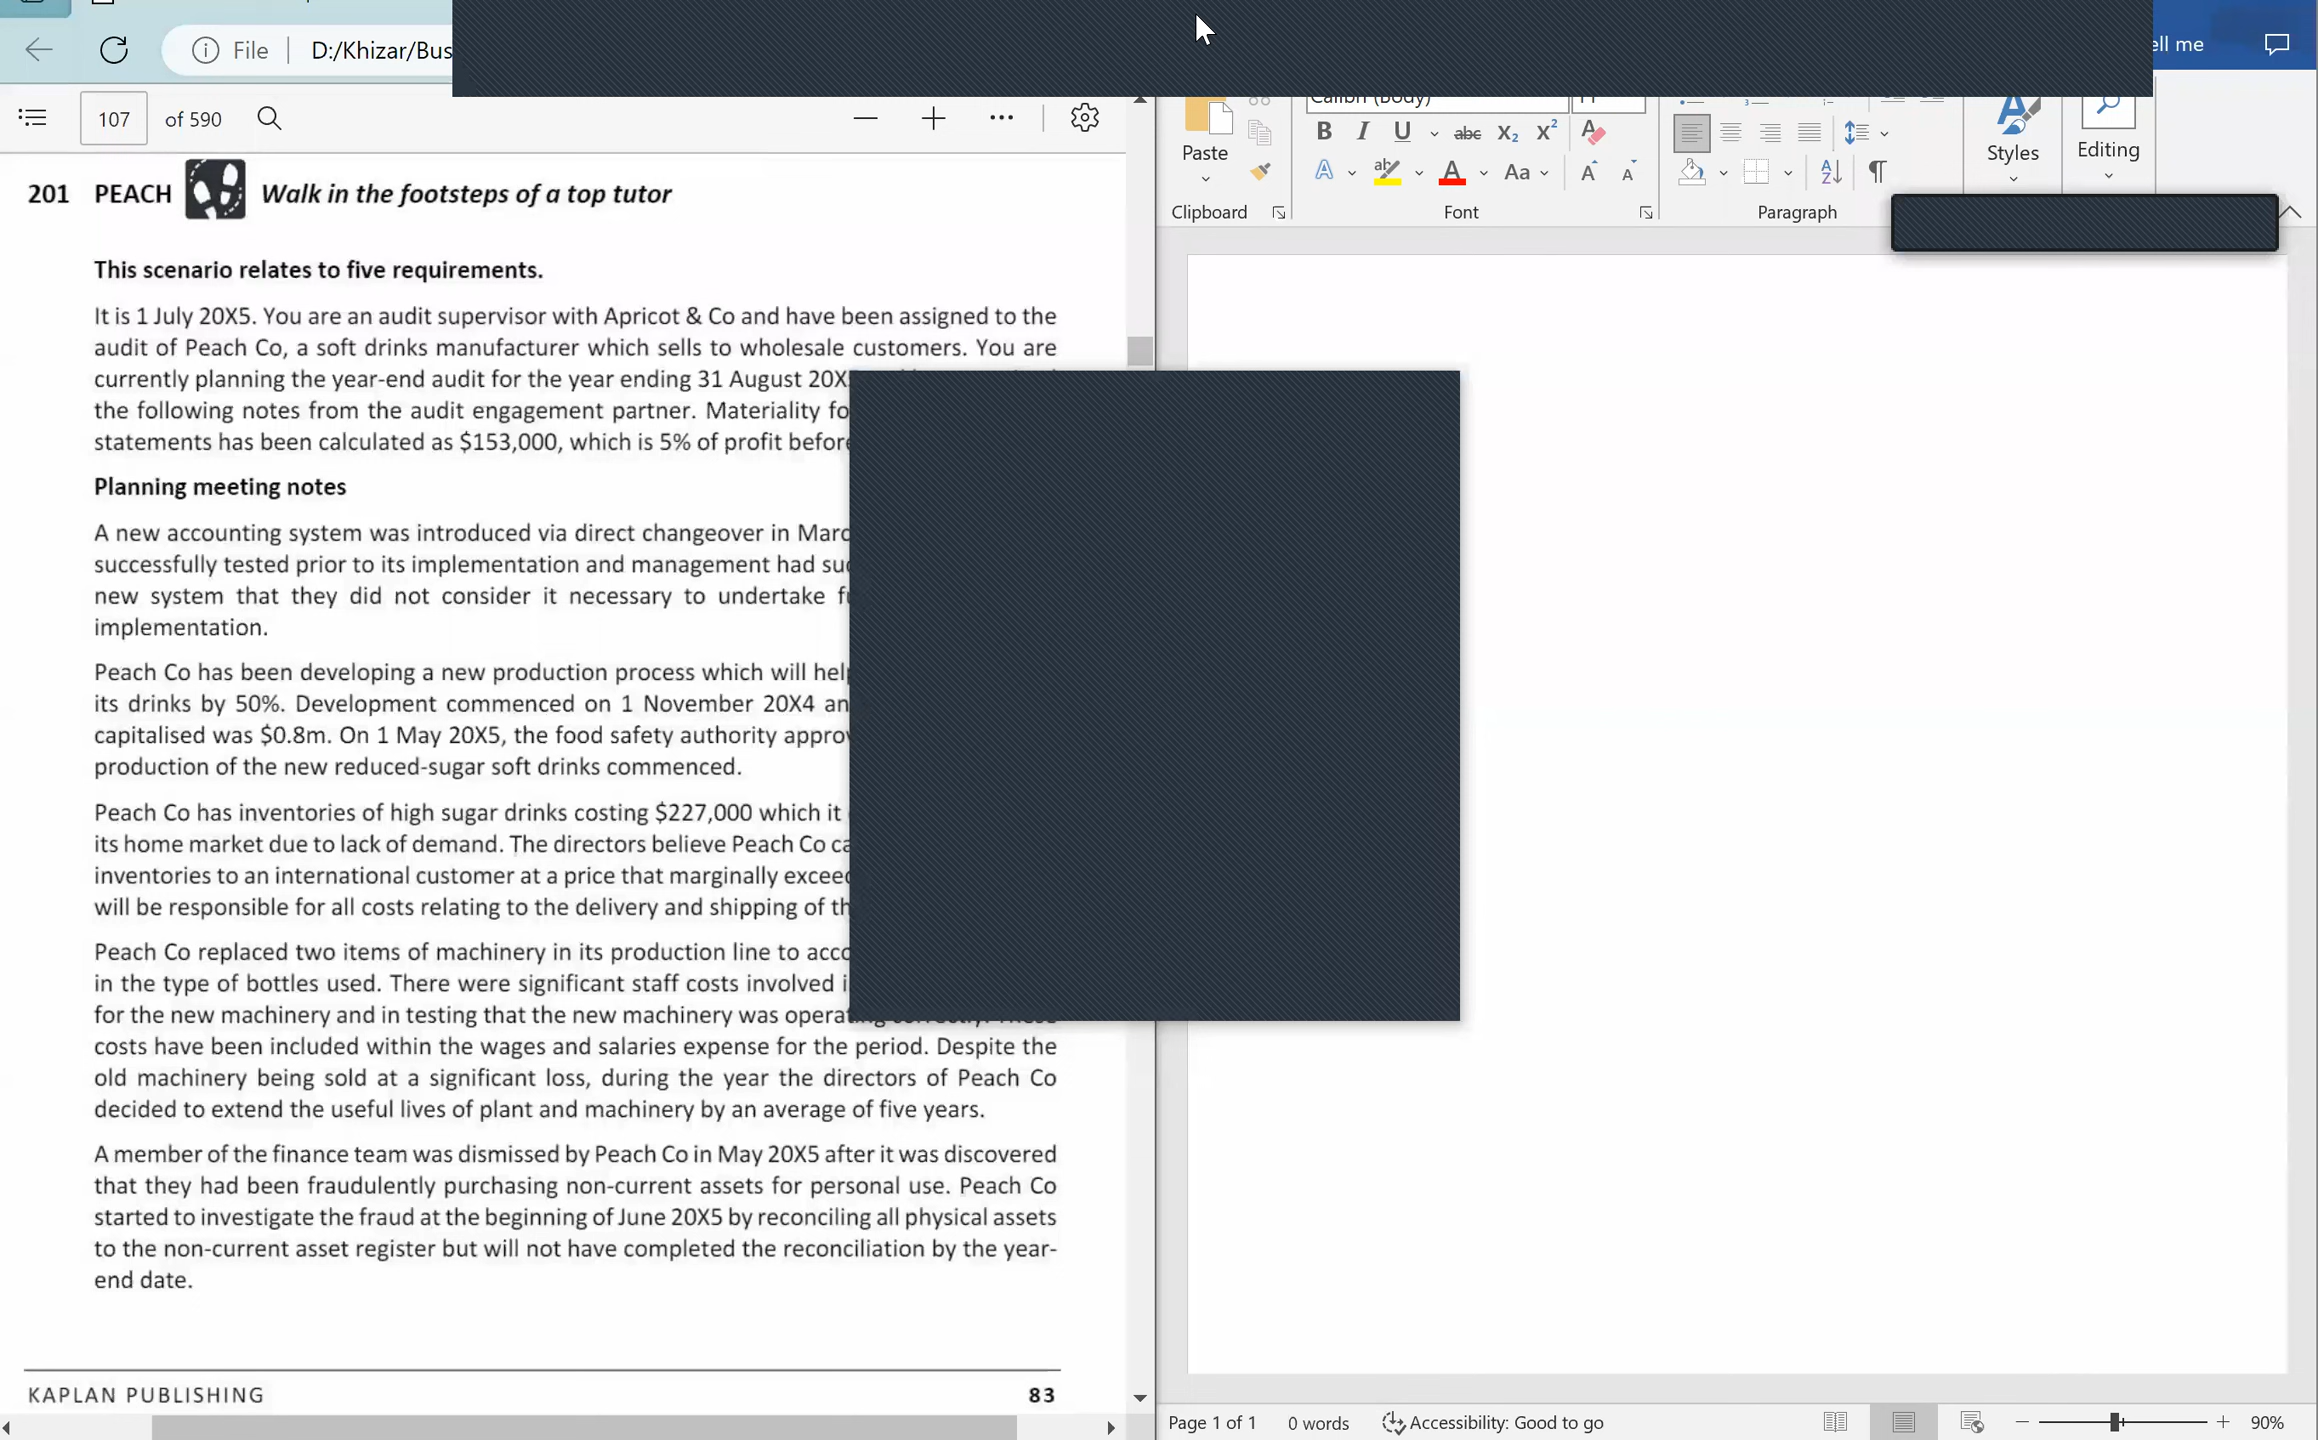 File
D:/Khizar/Bus
ell me
107 of 590
201 PEACH Walk in the footsteps of a top tutor
This scenario relates to five requirements.
It is 1 July 20X5. You are an audit supervisor with Apricot & Co and have been assigned to the
audit of Peach Co, a soft drinks manufacturer which sells to wholesale customers. You are
currently planning the year-end audit for the year ending 31 August
the following notes from the audit engagement partner. Materiality
statements has been calculated as $153,000, which is 5% of profit
Planning meeting notes
A new accounting system was introduced via direct changeover in
successfully tested prior to its implementation and management had
new system that they did not consider it necessary to undertake
implementation.
Peach Co has been developing a new production process which will
its drinks by 50%. Development commenced on 1 November 20X4
capitalised was $0.8m. On 1 May 20X5, the food safety authority
production of the new reduced-sugar soft drinks commenced.
Peach Co has inventories of high sugar drinks costing $227,000 which it
its home market due to lack of demand. The directors believe Peach Co
inventories to an international customer at a price that marginally
will be responsible for all costs relating to the delivery and shipping of
Peach Co replaced two items of machinery in its production line to
in the type of bottles used. There were significant staff costs involved
for the new machinery and in testing that the new machinery was
costs have been included within the wages and salaries expense for the period. Despite the
old machinery being sold at a significant loss, during the year the directors of Peach Co
decided to extend the useful lives of plant and machinery by an average of five years.
A member of the finance team was dismissed by Peach Co in May 20X5 after it was discovered
that they had been fraudulently purchasing non-current assets for personal use. Peach Co
started to investigate the fraud at the beginning of June 20X5 by reconciling all physical assets
to the non-current asset register but will not have completed the reconciliation by the year-
end date.
KAPLAN PUBLISHING 83
Calibri (Body) 11
B I U abc X2 X2
Paste
A ab A Aa A A
Styles
Editing
Clipboard
Font
Paragraph
Page 1 of 1 0 words Accessibility: Good to go 90%